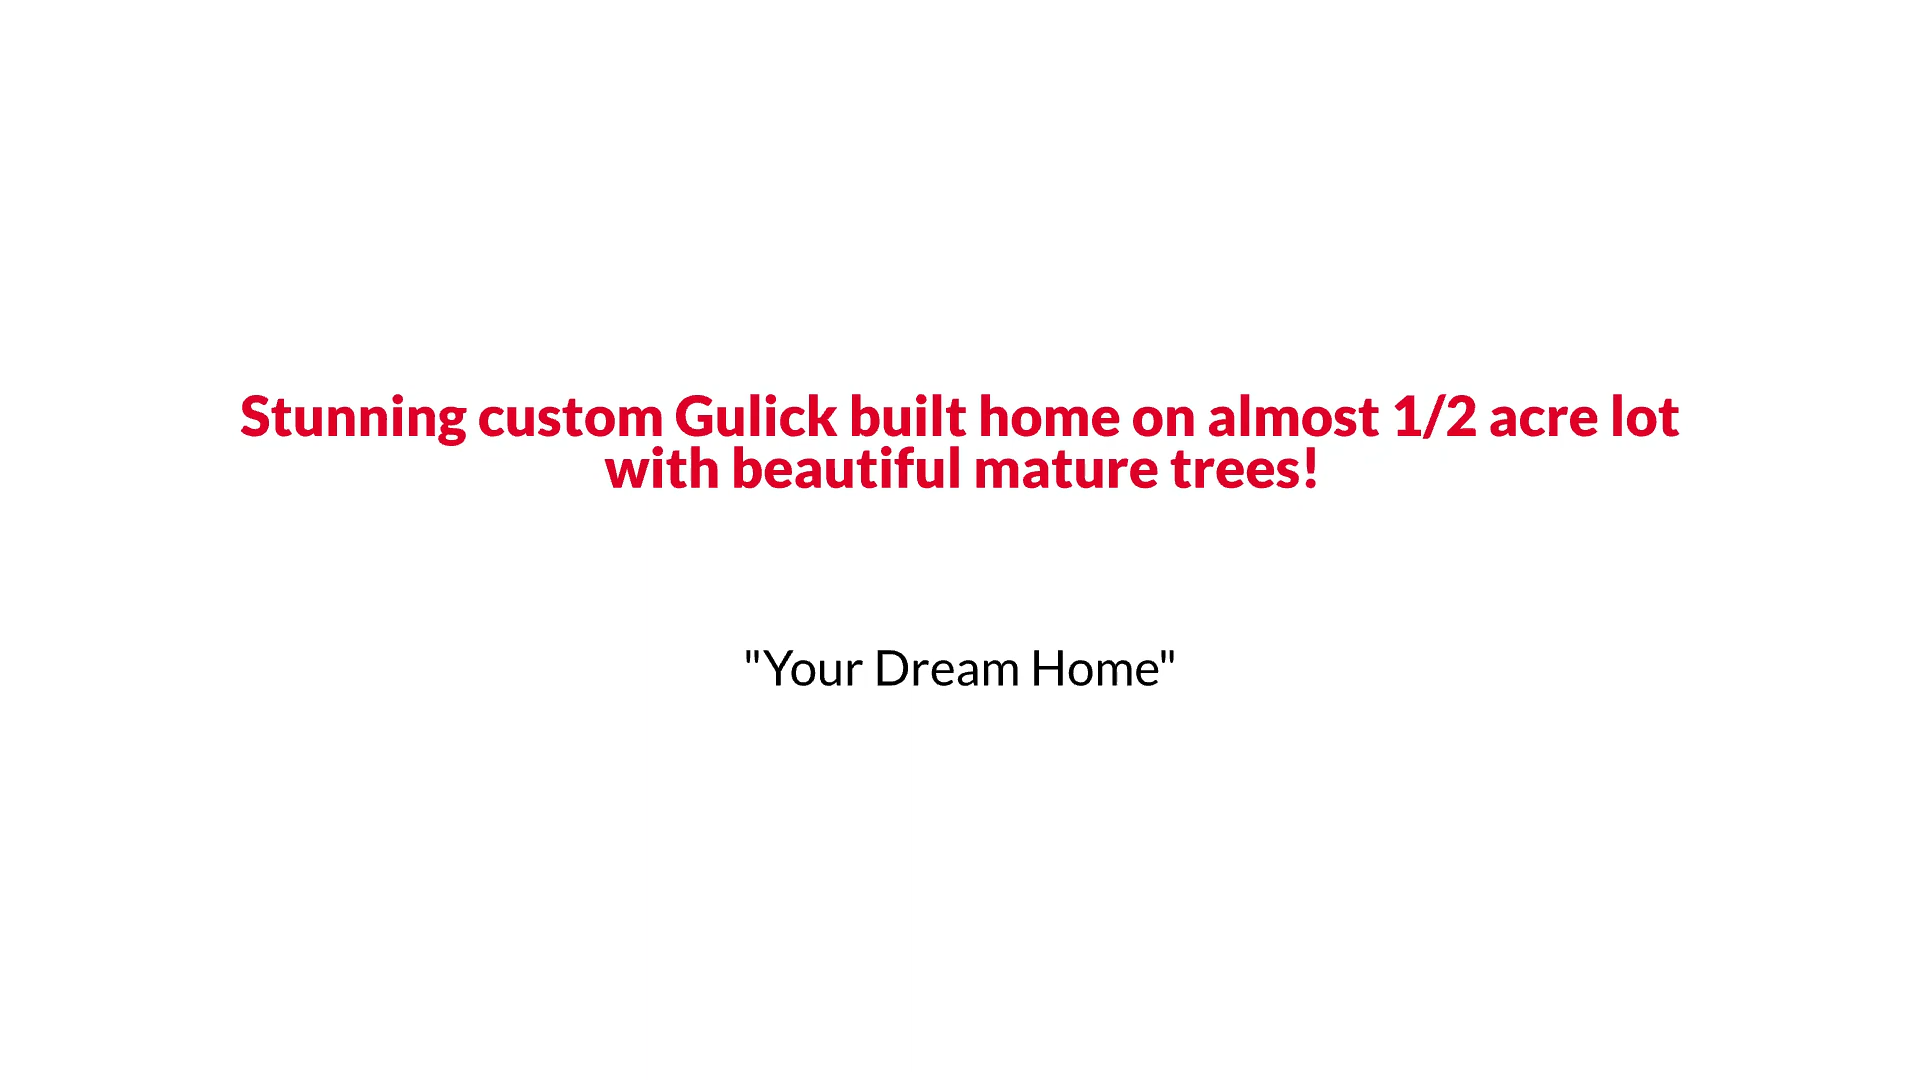 Stunning custom Gulick built home on almost 1/2 acre lot
with beautiful mature trees!
"Your Dream Home"